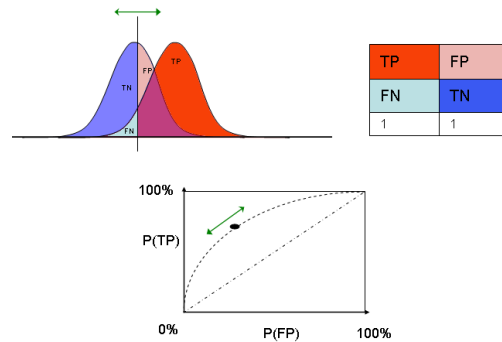 TN
FP
TP
FN
TP FP
FN TN
1 1
100%
P(TP)
0%
P(FP)
100%